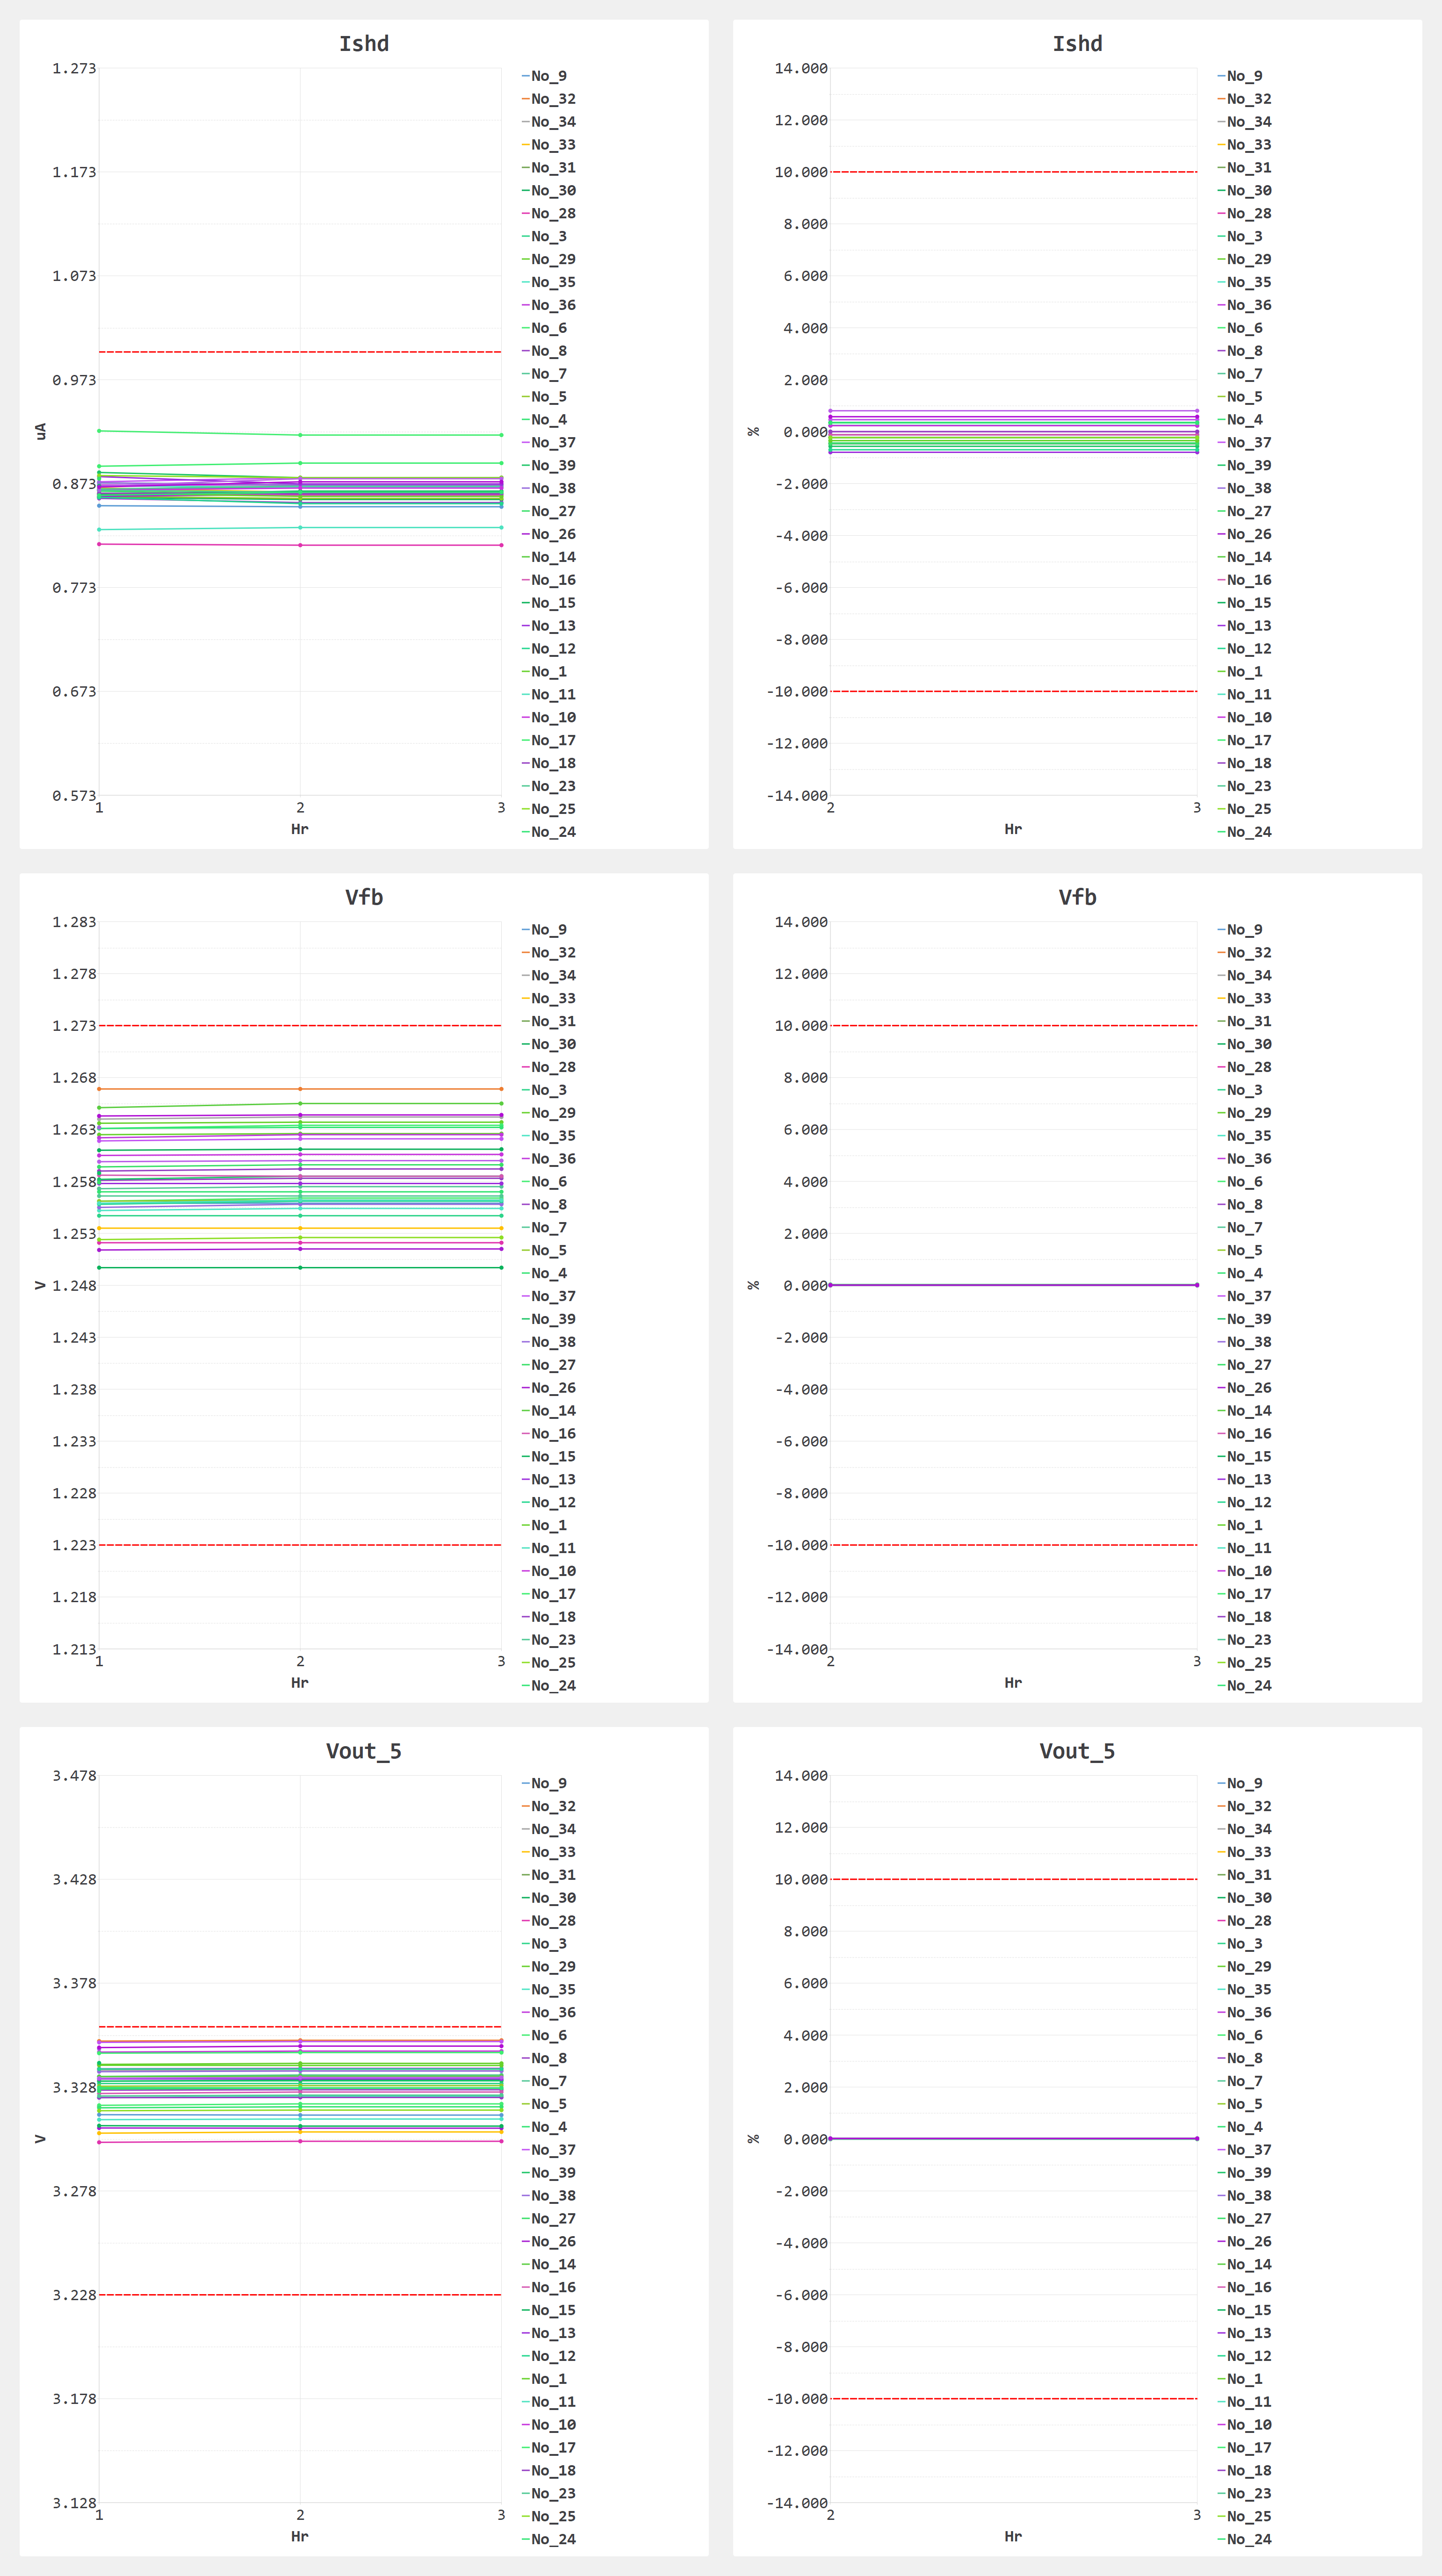 Ishd
1.273
1.173
1.073
0.973
0.873
0.773
0.673
0.573
uA
1
2
3
Hr
No_9
No_32
No_34
No_33
No_31
No_30
No_28
No_3
No_29
No_35
No_36
No_6
No_8
No_7
No_5
No_4
No_37
No_39
No_38
No_27
No_26
No_14
No_16
No_15
No_13
No_12
No_1
No_11
No_10
No_17
No_18
No_23
No_25
No_24
Ishd
14.000
12.000
10.000
8.000
6.000
4.000
2.000
0.000
-2.000
-4.000
-6.000
-8.000
-10.000
-12.000
-14.000
%
2
3
Hr
No_9
No_32
No_34
No_33
No_31
No_30
No_28
No_3
No_29
No_35
No_36
No_6
No_8
No_7
No_5
No_4
No_37
No_39
No_38
No_27
No_26
No_14
No_16
No_15
No_13
No_12
No_1
No_11
No_10
No_17
No_18
No_23
No_25
No_24
Vfb
1.283
1.278
1.273
1.268
1.263
1.258
1.253
1.248
1.243
1.238
1.233
1.228
1.223
1.218
1.213
V
1
2
3
Hr
No_9
No_32
No_34
No_33
No_31
No_30
No_28
No_3
No_29
No_35
No_36
No_6
No_8
No_7
No_5
No_4
No_37
No_39
No_38
No_27
No_26
No_14
No_16
No_15
No_13
No_12
No_1
No_11
No_10
No_17
No_18
No_23
No_25
No_24
Vfb
14.000
12.000
10.000
8.000
6.000
4.000
2.000
0.000
-2.000
-4.000
-6.000
-8.000
-10.000
-12.000
-14.000
%
2
3
Hr
No_9
No_32
No_34
No_33
No_31
No_30
No_28
No_3
No_29
No_35
No_36
No_6
No_8
No_7
No_5
No_4
No_37
No_39
No_38
No_27
No_26
No_14
No_16
No_15
No_13
No_12
No_1
No_11
No_10
No_17
No_18
No_23
No_25
No_24
Vout_5
3.478
3.428
3.378
3.328
3.278
3.228
3.178
3.128
V
1
2
3
Hr
No_9
No_32
No_34
No_33
No_31
No_30
No_28
No_3
No_29
No_35
No_36
No_6
No_8
No_7
No_5
No_4
No_37
No_39
No_38
No_27
No_26
No_14
No_16
No_15
No_13
No_12
No_1
No_11
No_10
No_17
No_18
No_23
No_25
No_24
Vout_5
14.000
12.000
10.000
8.000
6.000
4.000
2.000
0.000
-2.000
-4.000
-6.000
-8.000
-10.000
-12.000
-14.000
%
2
3
Hr
No_9
No_32
No_34
No_33
No_31
No_30
No_28
No_3
No_29
No_35
No_36
No_6
No_8
No_7
No_5
No_4
No_37
No_39
No_38
No_27
No_26
No_14
No_16
No_15
No_13
No_12
No_1
No_11
No_10
No_17
No_18
No_23
No_25
No_24